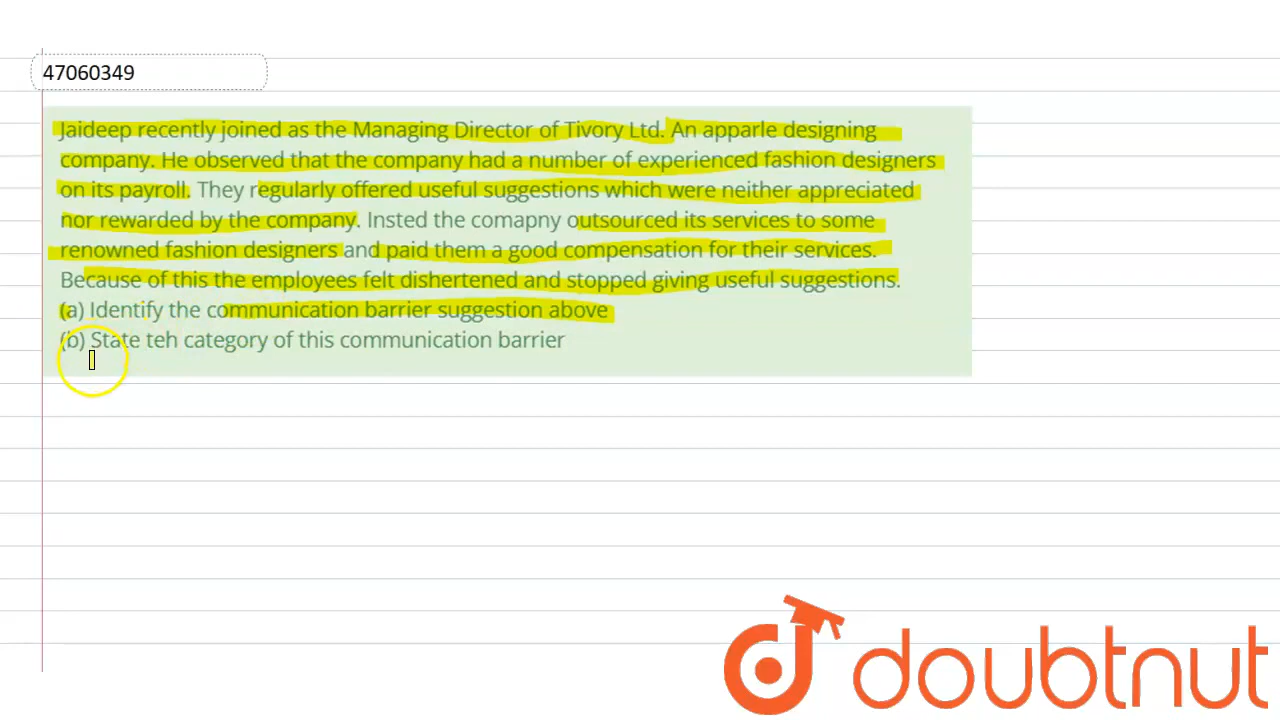 47060349
Jaideep recently joined as the Managing Director of Tivory Ltd. An apparle designing
company. He observed that the company had a number of experienced fashion designers
on its payroll. They regularly offered useful suggestions which were neither appreciated
nor rewarded by the company. Insted the comapny outsourced its services to some
renowned fashion designers and paid them a good compensation for their services.
Because of this the employees felt dishertened and stopped giving useful suggestions.
(a) Identify the communication barrier suggestion above
(b) State teh category of this communication barrier
doubtnut